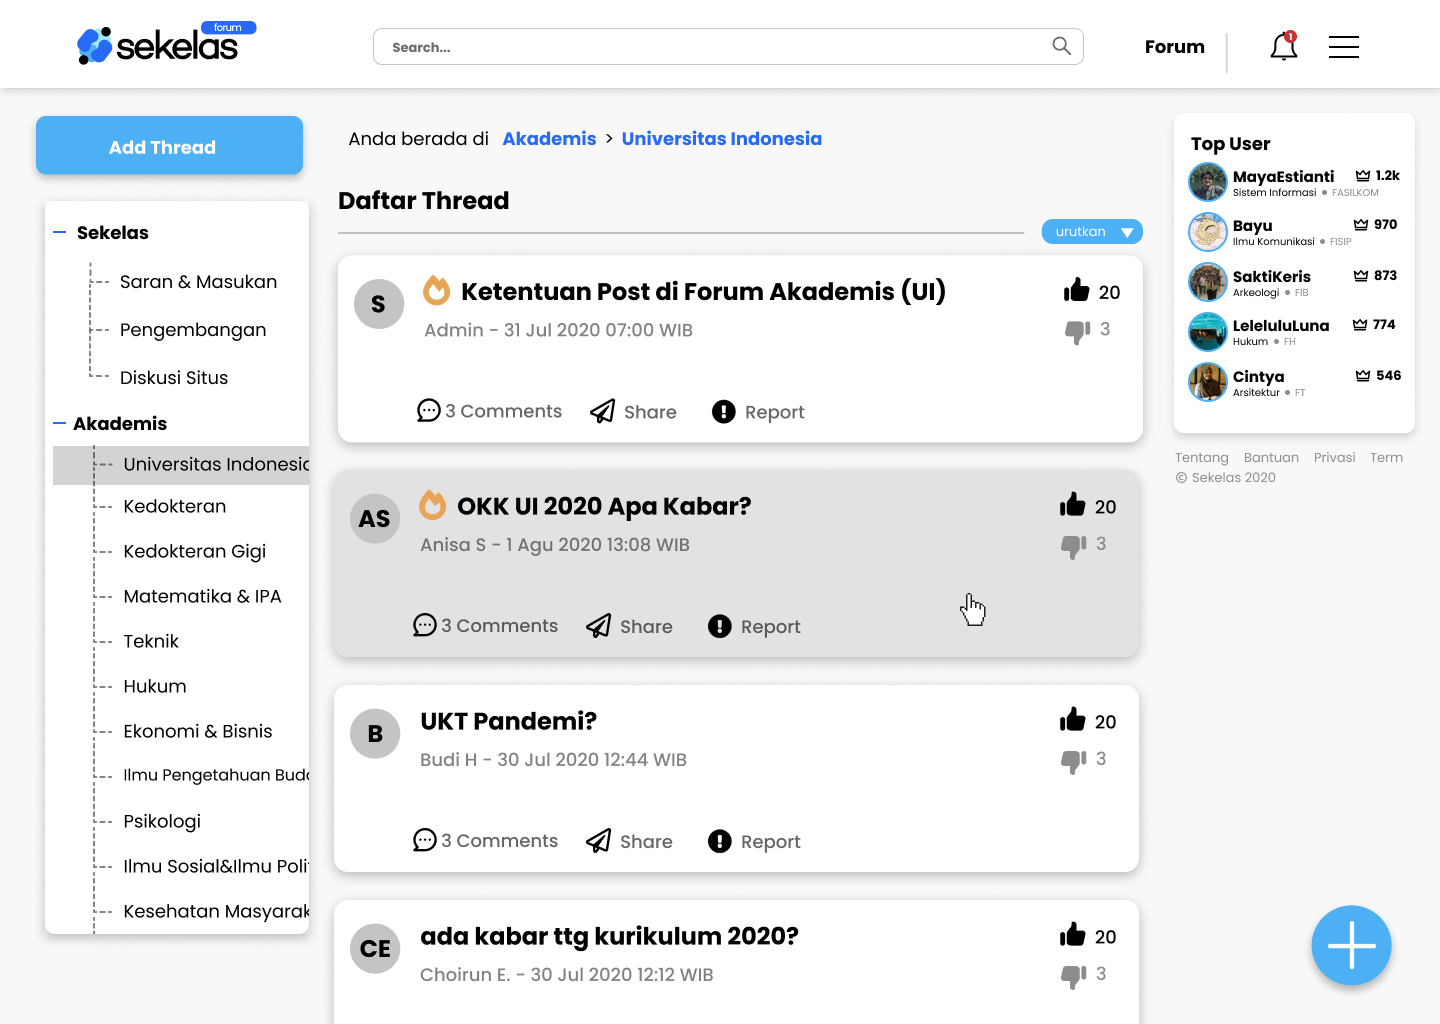 forum
sekelas
Search...
Forum
1
Add Thread
Sekelas
Saran & Masukan
Pengembangan
Diskusi Situs
Akademis
Universitas Indonesia
Kedokteran
Kedokteran Gigi
Matematika & IPA
Teknik
Hukum
Ekonomi & Bisnis
Ilmu Pengetahuan Buda
Psikologi
Ilmu Sosial&Ilmu Polit
Kesehatan Masyarak
Anda berada di Akademis > Universitas Indonesia
Daftar Thread
urutkan
S
Ketentuan Post di Forum Akademis (UI)
20
Admin - 31 Jul 2020 07:00 WIB
3
3 Comments Share Report
AS
OKK UI 2020 Apa Kabar?
20
Anisa S - 1 Agu 2020 13:08 WIB
3
3 Comments Share Report
B
UKT Pandemi?
20
Budi H - 30 Jul 2020 12:44 WIB
3
3 Comments Share Report
CE
ada kabar ttg kurikulum 2020?
20
Choirun E. - 30 Jul 2020 12:12 WIB
3
Top User
MayaEstianti 1.2k
Sistem Informasi • FASILKOM
Bayu 970
Ilmu Komunikasi • FISIP
SaktiKeris 873
Arkeologi • FIB
LeleluluLuna 774
Hukum • FH
Cintya 546
Arsitektur • FT
Tentang Bantuan Privasi Term
© Sekelas 2020